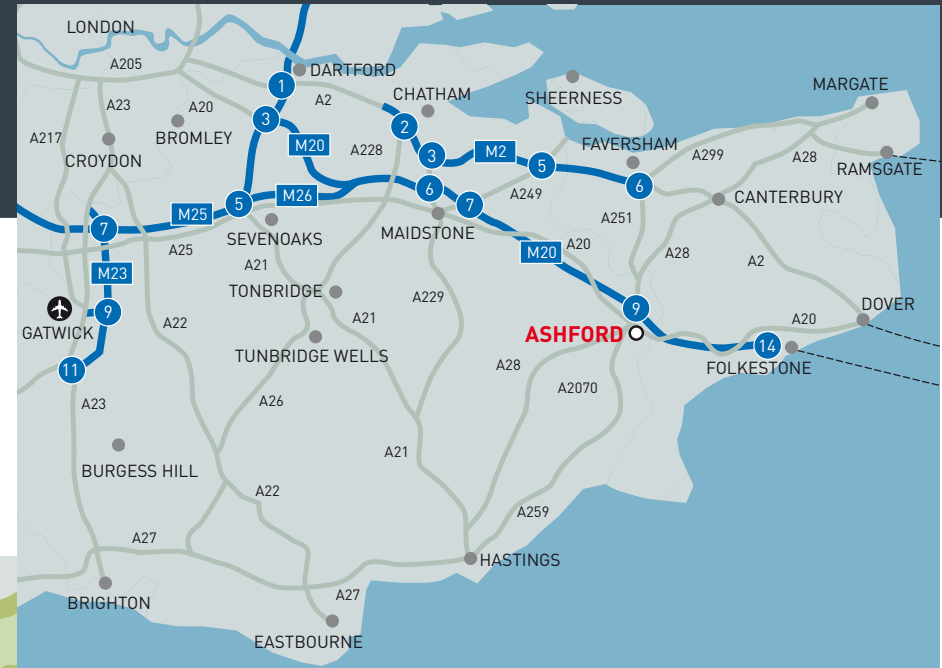 LONDON
A205
DARTFORD
1
A2
CHATHAM
SHEERNESS
MARGATE
A23
A20
3
2
A217
BROMLEY
M20
A228
3
M2
5
FAVERSHAM
A299
A28
CROYDON
RAMSGATE
6
6
M26
5
A249
7
CANTERBURY
M25
A251
7
SEVENOAKS
MAIDSTONE
A25
A21
M20
A20
A28
A2
M23
TONBRIDGE
A229
9
GATWICK
9
DOVER
A22
A21
ASHFORD
A20
TUNBRIDGE WELLS
14
11
A28
FOLKESTONE
A2070
A23
A26
BURGESS HILL
A21
A22
A259
A27
HASTINGS
A27
BRIGHTON
EASTBOURNE